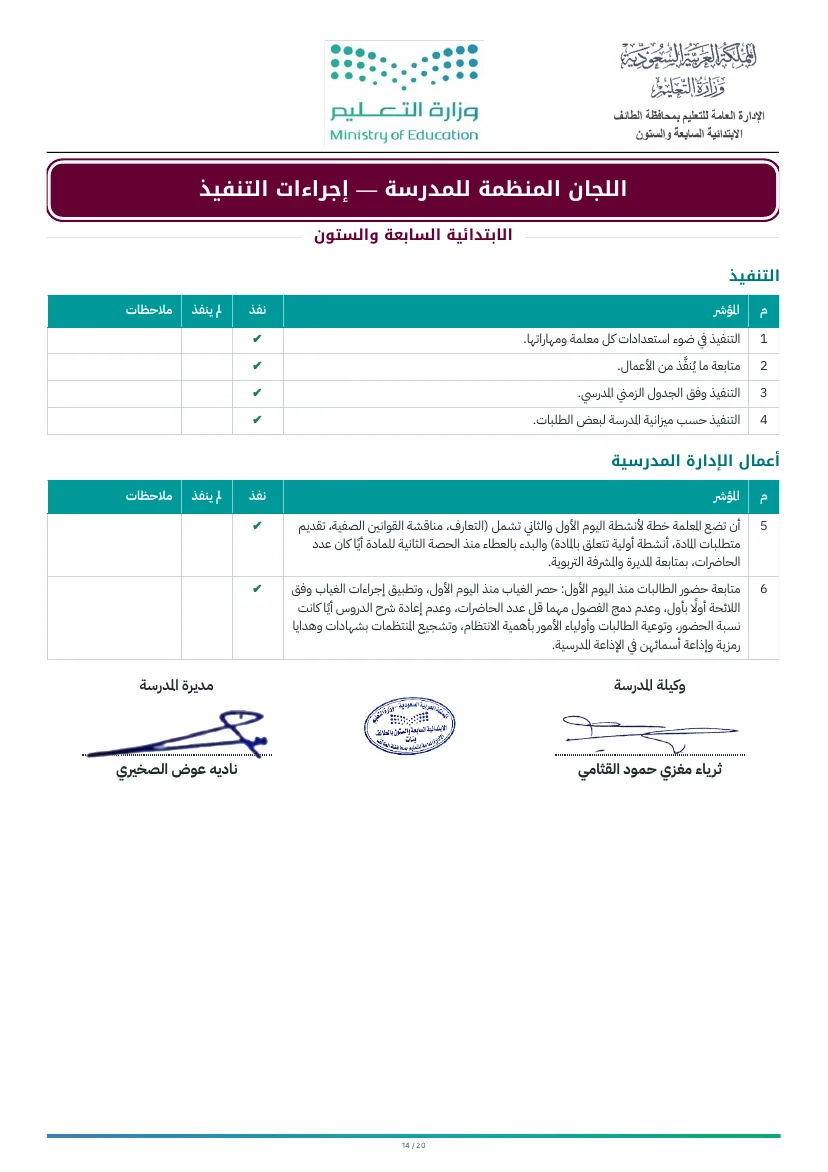 المملكة العربية السعودية
وزارة التعليم
الإدارة العامة للتعليم بمحافظة الطائف
الابتدائية السابعة والستون
وزارة التعـــليم
Ministry of Education
اللجان المنظمة للمدرسة — إجراءات التنفيذ
الابتدائية السابعة والستون
التنفيذ
م المؤشر نفذ لم ينفذ ملاحظات
1 التنفيذ في ضوء استعدادات كل معلمة ومهاراتها. ✔
2 متابعة ما يُنفَّذ من الأعمال. ✔
3 التنفيذ وفق الجدول الزمني المدرسي. ✔
4 التنفيذ حسب ميزانية المدرسة لبعض الطلبات. ✔
أعمال الإدارة المدرسية
م المؤشر نفذ لم ينفذ ملاحظات
5 أن تضع المعلمة خطة لأنشطة اليوم الأول والثاني تشمل (التعارف، مناقشة القوانين الصفية، تقديم ✔
متطلبات المادة، أنشطة أولية تتعلق بالمادة) والبدء بالعطاء منذ الحصة الثانية للمادة أيًا كان عدد
الحاضرات، بمتابعة المديرة والمشرفة التربوية.
6 متابعة حضور الطالبات منذ اليوم الأول: حصر الغياب منذ اليوم الأول، وتطبيق إجراءات الغياب وفق ✔
اللائحة أولًا بأول، وعدم دمج الفصول مهما قل عدد الحاضرات، وعدم إعادة شرح الدروس أيًا كانت
نسبة الحضور، وتوعية الطالبات وأولياء الأمور بأهمية الانتظام، وتشجيع المنتظمات بشهادات وهدايا
رمزية وإذاعة أسمائهن في الإذاعة المدرسية.
وكيلة المدرسة
مديرة المدرسة
الابتدائية السابعة والستون بالطائف
بنات
ثرياء مغزي حمود القثامي
ناديه عوض الصخيري
14 / 20